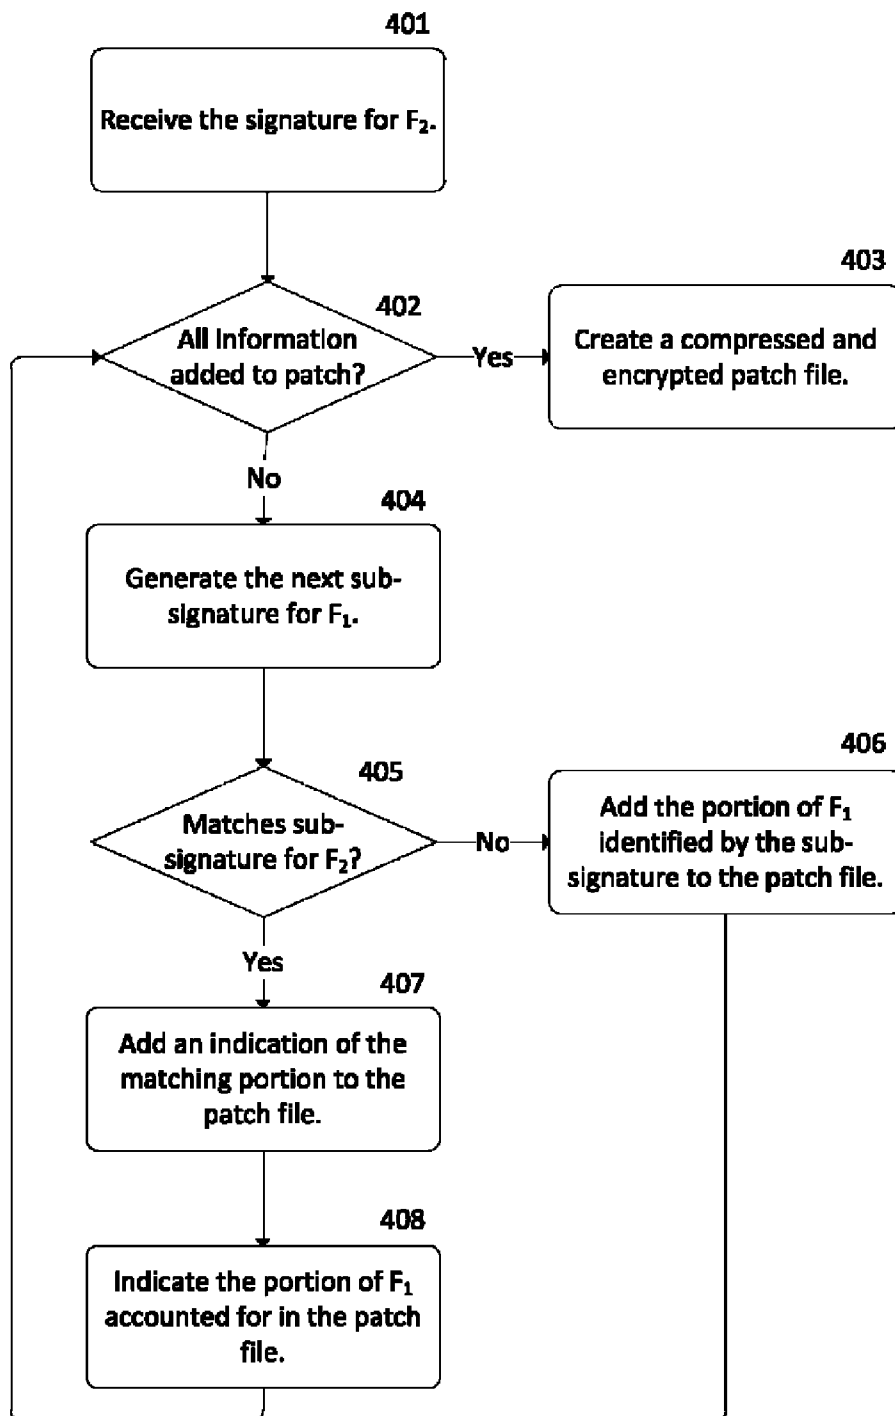 401
Receive the signature for F₂.
402
All Information
added to patch?
Yes
403
Create a compressed and
encrypted patch file.
No
404
Generate the next sub-
signature for F₁.
405
Matches sub-
signature for F₂?
No
406
Add the portion of F₁
identified by the sub-
signature to the patch file.
Yes
407
Add an indication of the
matching portion to the
patch file.
408
Indicate the portion of F₁
accounted for in the patch
file.